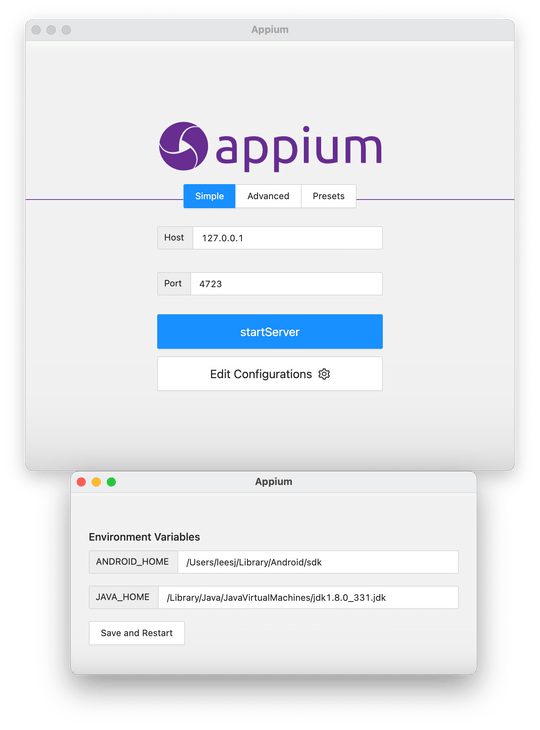 Appium
appium
Simple Advanced Presets
Host 127.0.0.1
Port 4723
startServer
Edit Configurations
Appium
Environment Variables
ANDROID_HOME /Users/leesj/Library/Android/sdk
JAVA_HOME /Library/Java/JavaVirtualMachines/jdk1.8.0_331.jdk
Save and Restart